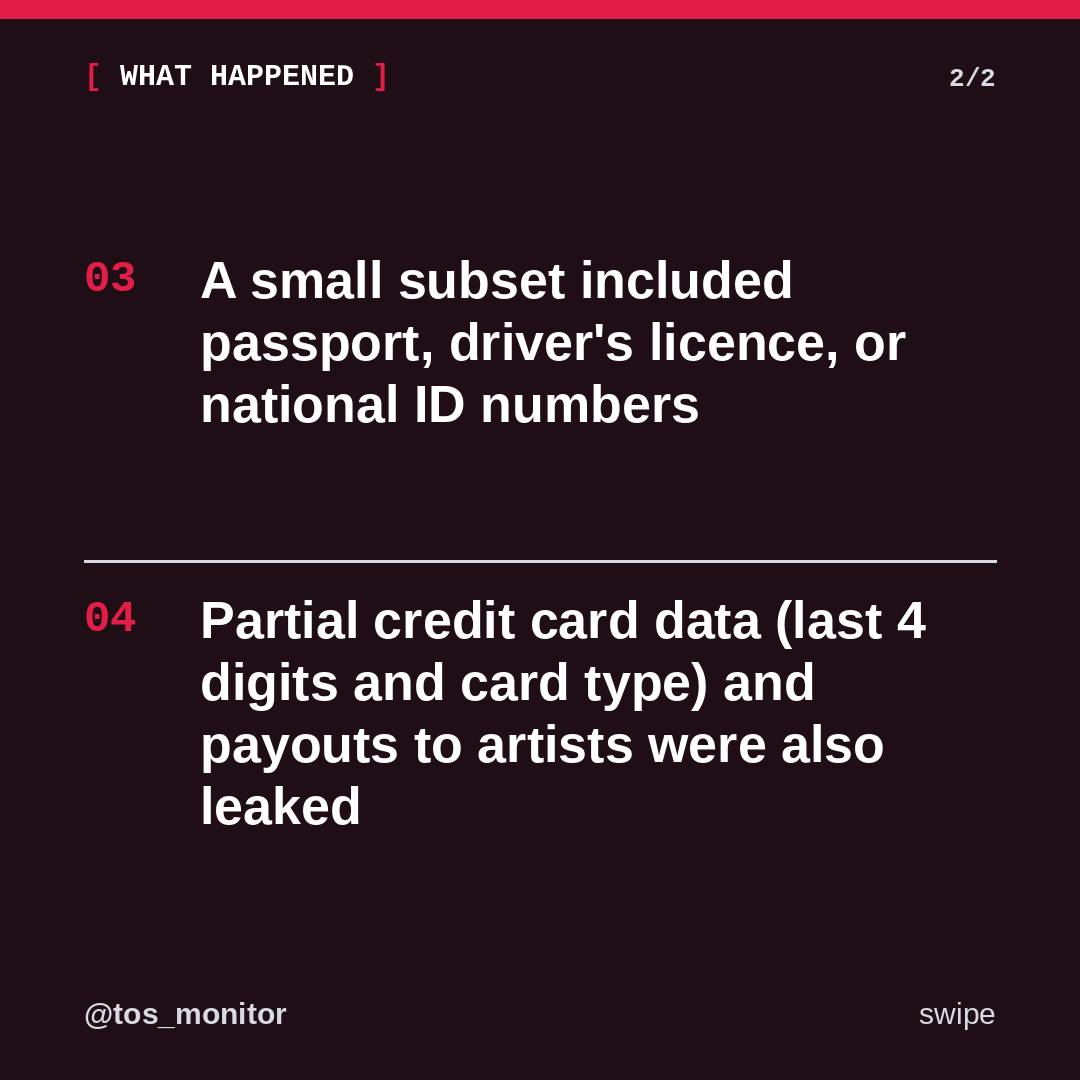 [ WHAT HAPPENED ]
2/2
03
A small subset included
passport, driver's licence, or
national ID numbers
04
Partial credit card data (last 4
digits and card type) and
payouts to artists were also
leaked
@tos_monitor
swipe